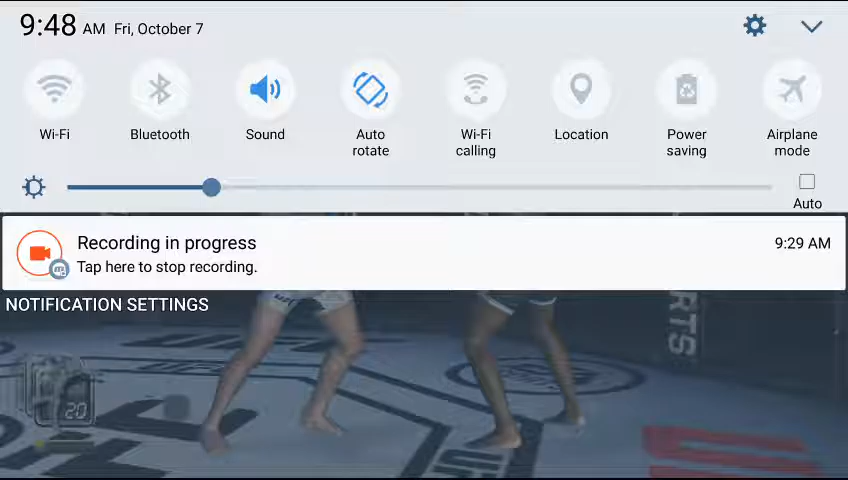 9:48 AM Fri, October 7
Wi-Fi
Bluetooth
Sound
Auto
rotate
Wi-Fi
calling
Location
Power
saving
Airplane
mode
Auto
Recording in progress
9:29 AM
Tap here to stop recording.
NOTIFICATION SETTINGS
20